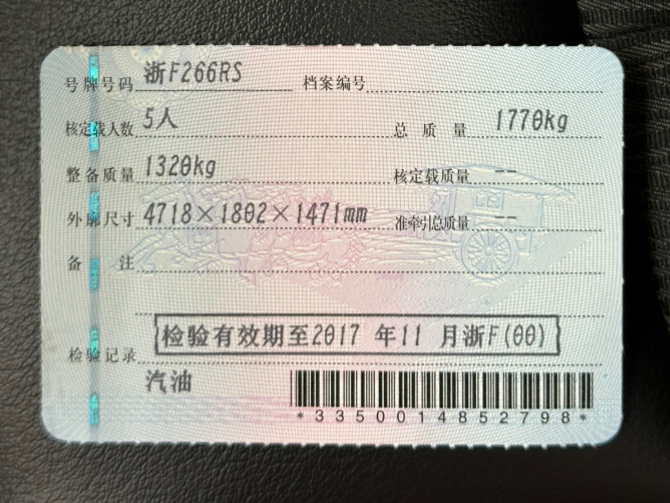 号牌号码 浙F266RS 档案编号
核定载人数 5人 总质量 1770kg
整备质量 1320kg 核定载质量 --
外廓尺寸 4718×1802×1471mm 准牵引总质量 --
备注
检验有效期至2017 年11 月浙F(00)
检验记录
汽油
*3350014852798*